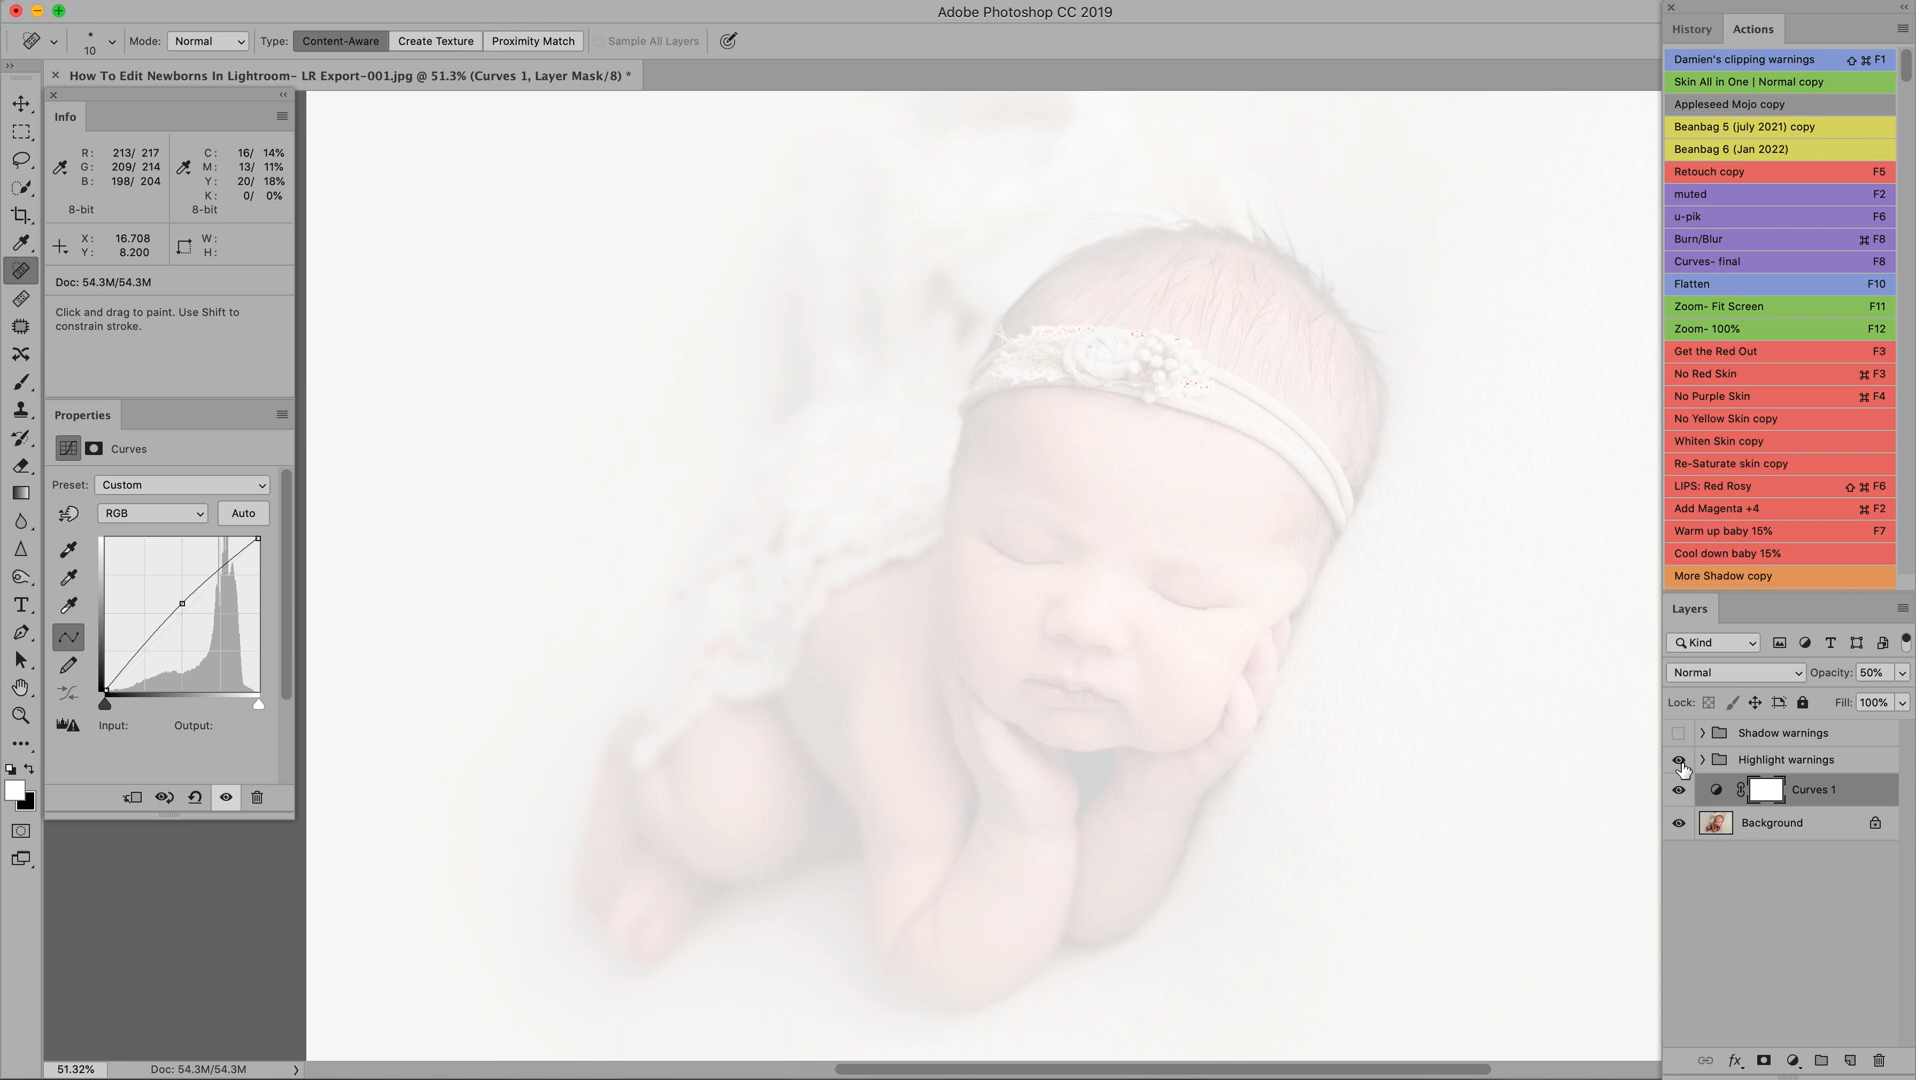 Adobe Photoshop CC 2019
10
Mode: Normal
Type: Content-Aware Create Texture Proximity Match
Sample All Layers
How To Edit Newborns In Lightroom- LR Export-001.jpg @ 51.3% (Curves 1, Layer Mask/8) *
Info
R: 213/ 217
G: 209/ 214
B: 198/ 204
8-bit
C: 16/ 14%
M: 13/ 11%
Y: 20/ 18%
K: 0/ 0%
8-bit
X: 16.708
Y: 8.200
W:
H:
Doc: 54.3M/54.3M
Click and drag to paint. Use Shift to
constrain stroke.
Properties
Curves
Preset: Custom
RGB Auto
Input: Output:
51.32% Doc: 54.3M/54.3M
History Actions
Damien's clipping warnings ⇧ ⌘ F1
Skin All in One | Normal copy
Appleseed Mojo copy
Beanbag 5 (july 2021) copy
Beanbag 6 (Jan 2022)
Retouch copy F5
muted F2
u-pik F6
Burn/Blur ⌘ F8
Curves- final F8
Flatten F10
Zoom- Fit Screen F11
Zoom- 100% F12
Get the Red Out F3
No Red Skin ⌘ F3
No Purple Skin ⌘ F4
No Yellow Skin copy
Whiten Skin copy
Re-Saturate skin copy
LIPS: Red Rosy ⇧ ⌘ F6
Add Magenta +4 ⌘ F2
Warm up baby 15% F7
Cool down baby 15%
More Shadow copy
Layers
Kind
Normal Opacity: 50%
Lock: Fill: 100%
Shadow warnings
Highlight warnings
Curves 1
Background